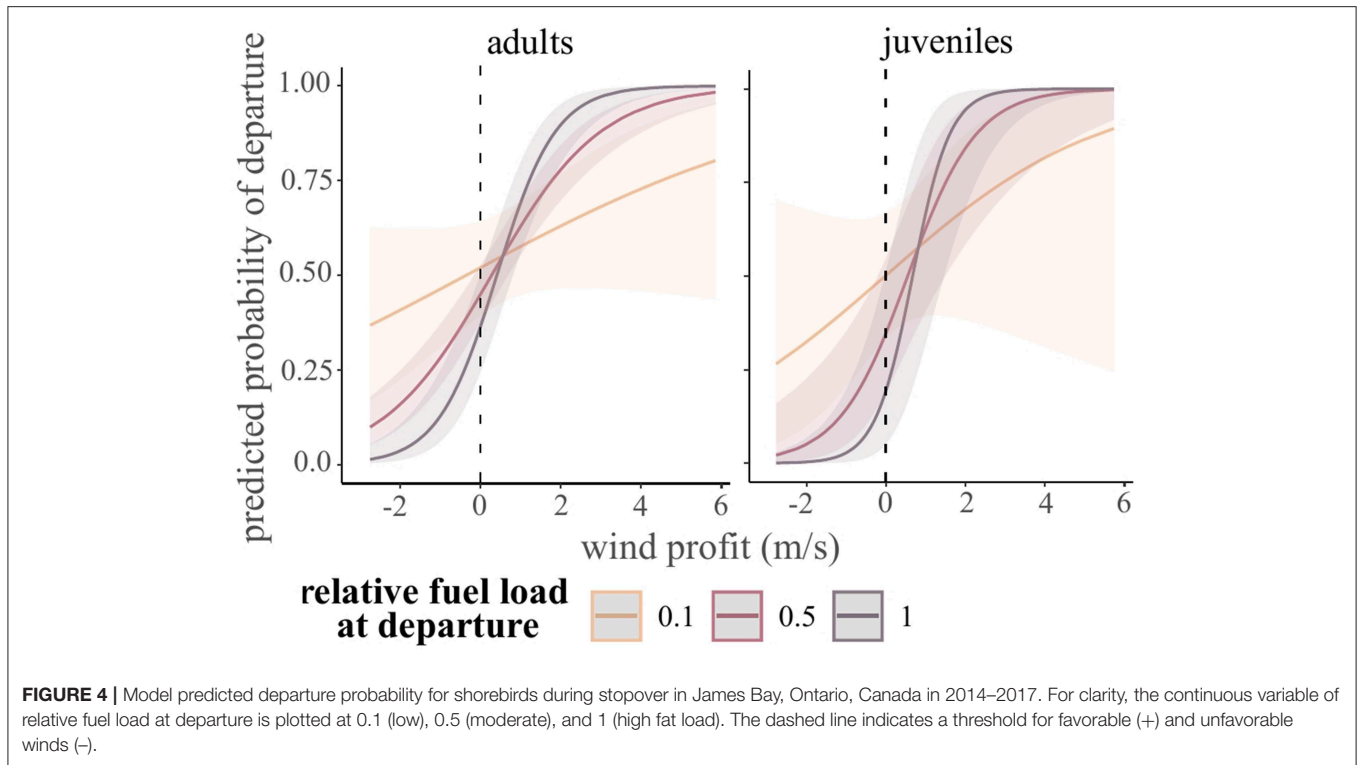 adults
juveniles
predicted probability of departure
1.00
0.75
0.50
0.25
0.0
-2 0 2 4 6
-2 0 2 4 6
wind profit (m/s)
relative fuel load
at departure
0.1 0.5 1
FIGURE 4 | Model predicted departure probability for shorebirds during stopover in James Bay, Ontario, Canada in 2014–2017. For clarity, the continuous variable of
relative fuel load at departure is plotted at 0.1 (low), 0.5 (moderate), and 1 (high fat load). The dashed line indicates a threshold for favorable (+) and unfavorable
winds (–).